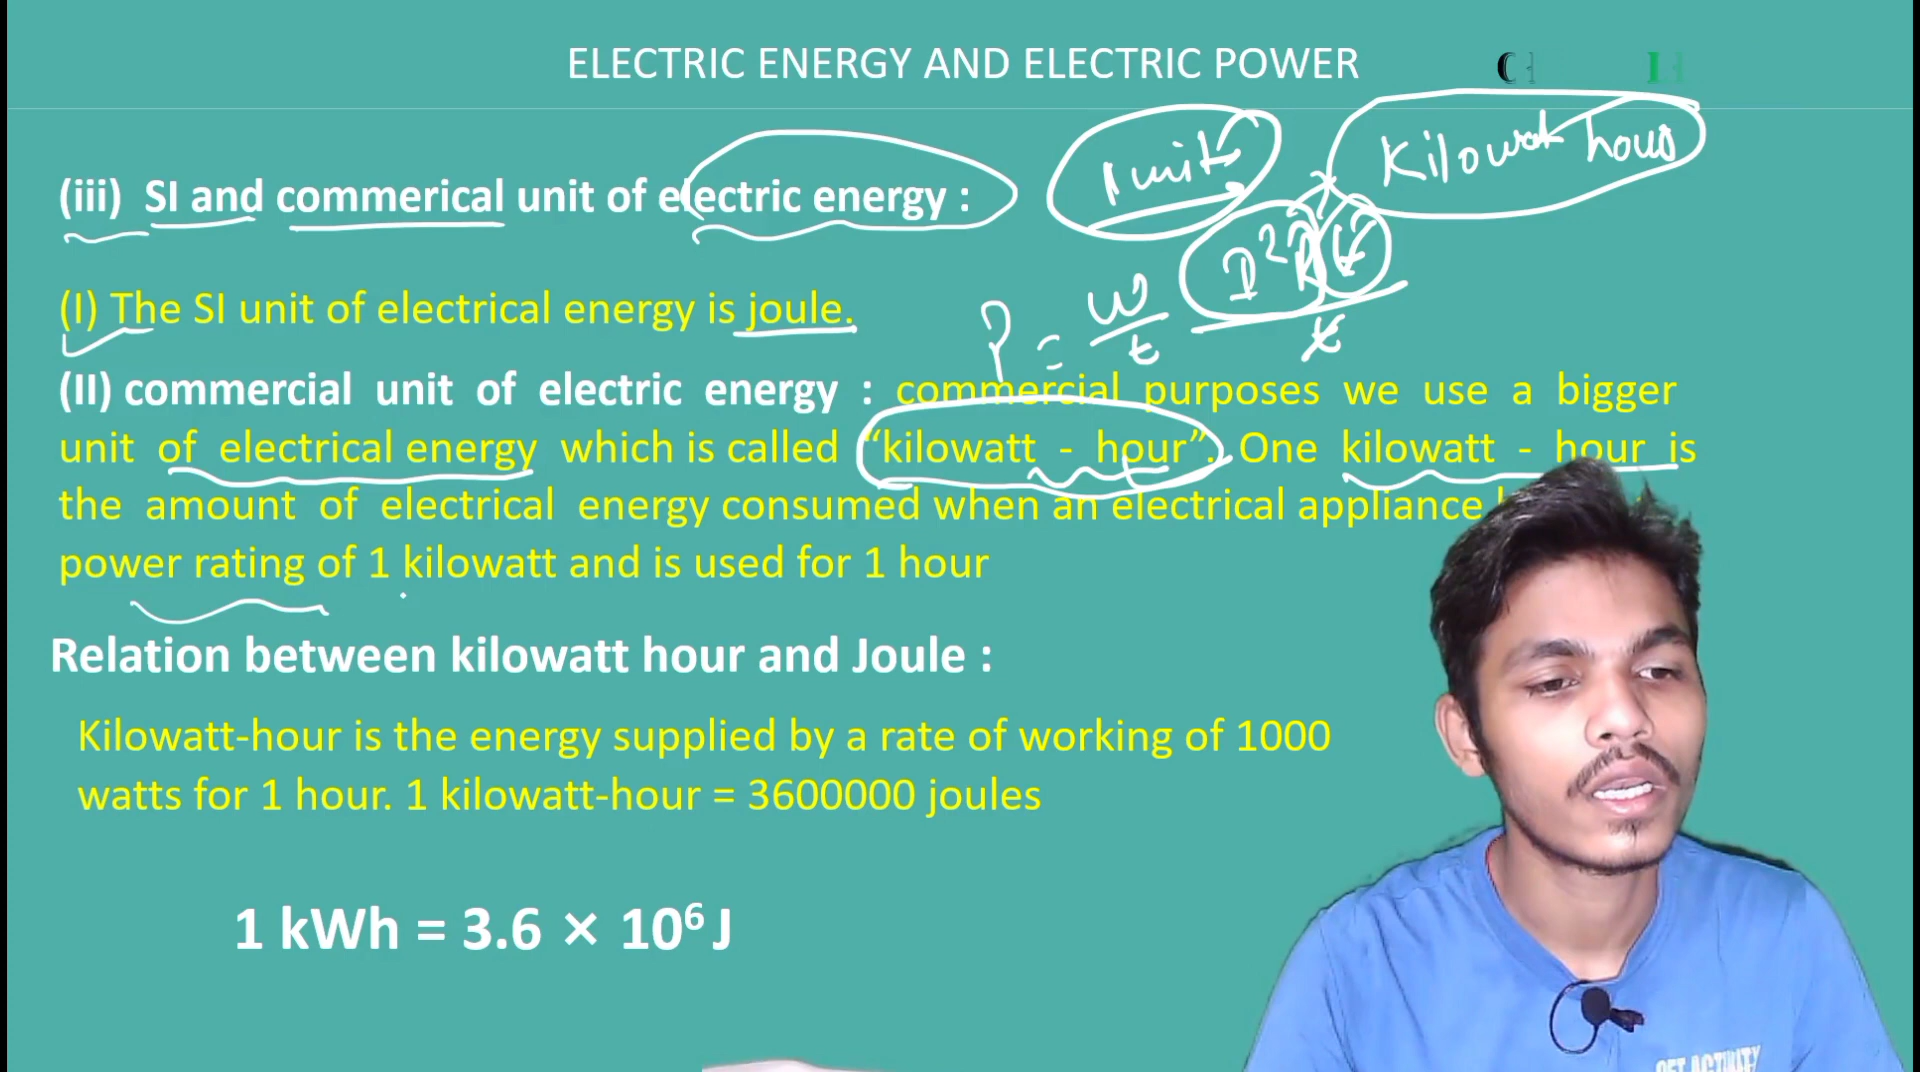 ELECTRIC ENERGY AND ELECTRIC POWER
(iii) SI and commerical unit of electric energy :
1 unit
Kilowatt hour
(I) The SI unit of electrical energy is joule.
P = W/t I²Rt/t
(II) commercial unit of electric energy : commercial purposes we use a bigger
unit of electrical energy which is called “kilowatt - hour”. One kilowatt - hour is
the amount of electrical energy consumed when an electrical appliance
power rating of 1 kilowatt and is used for 1 hour
Relation between kilowatt hour and Joule :
Kilowatt-hour is the energy supplied by a rate of working of 1000
watts for 1 hour. 1 kilowatt-hour = 3600000 joules
1 kWh = 3.6 × 10⁶ J